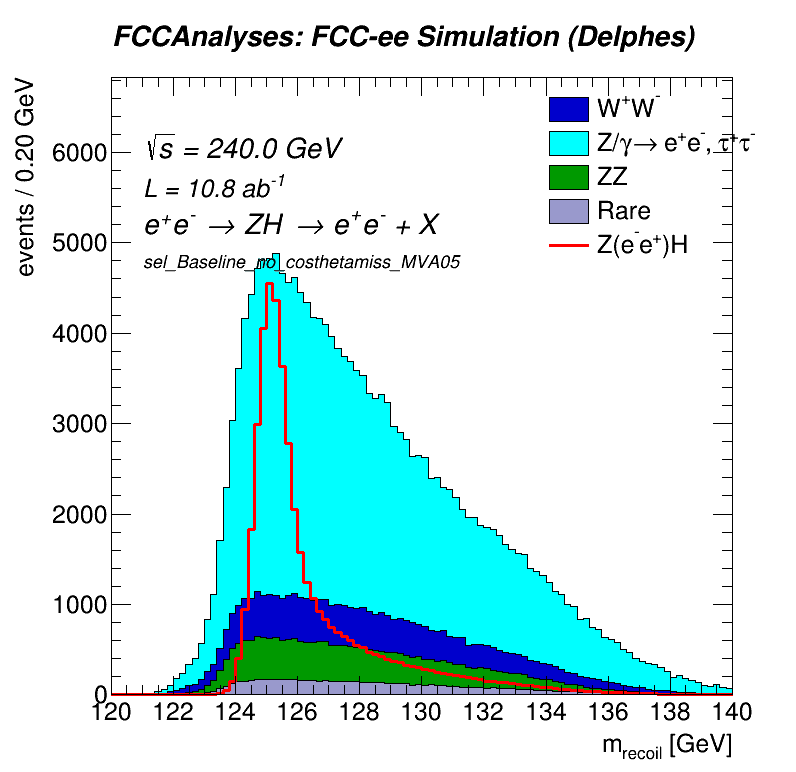 FCCAnalyses: FCC-ee Simulation (Delphes)
events / 0.20 GeV
√s = 240.0 GeV
L = 10.8 ab⁻¹
e⁺e⁻ → ZH → e⁺e⁻ + X
sel_Baseline_no_costhetamiss_MVA05
W⁺W⁻
Z/γ→ e⁺e⁻, τ⁺τ⁻
ZZ
Rare
Z(e⁻e⁺)H
6000
5000
4000
3000
2000
1000
0
120 122 124 126 128 130 132 134 136 138 140
m_recoil [GeV]